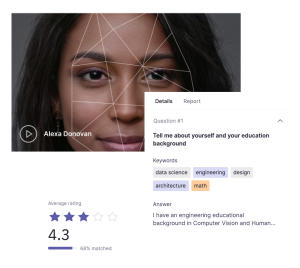 Alexa Donovan
Details Report
Question #1
Tell me about yourself and your education
background
Keywords
data science engineering design
architecture math
Answer
I have an engineering educational
background in Computer Vision and Human...
Average rating
4.3
68% matched